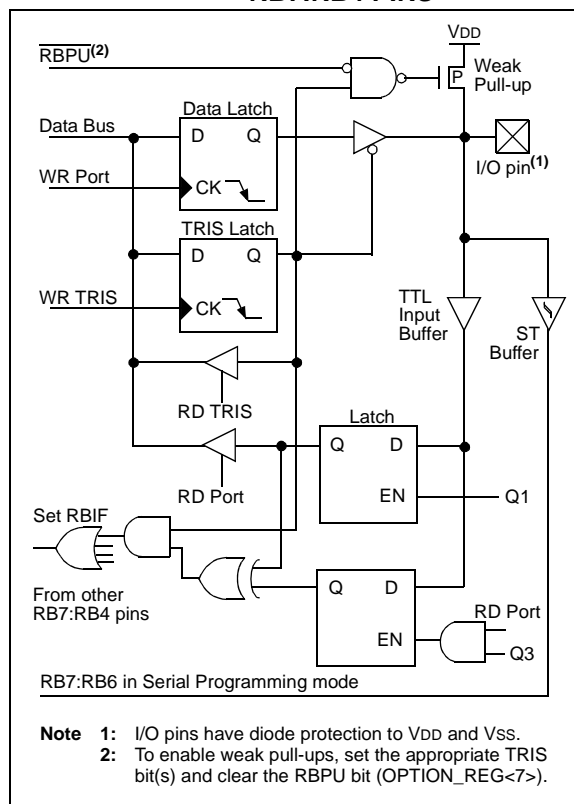 RBPU(2)
VDD
Weak
Pull-up
P
Data Latch
Data Bus
D Q
WR Port
CK
I/O pin(1)
TRIS Latch
D Q
WR TRIS
CK
TTL
Input
Buffer
ST
Buffer
RD TRIS
Latch
Q D
RD Port
EN
Q1
Set RBIF
From other
RB7:RB4 pins
Q D
RD Port
EN
Q3
RB7:RB6 in Serial Programming mode
Note 1: I/O pins have diode protection to VDD and VSS.
2: To enable weak pull-ups, set the appropriate TRIS
bit(s) and clear the RBPU bit (OPTION_REG<7>).